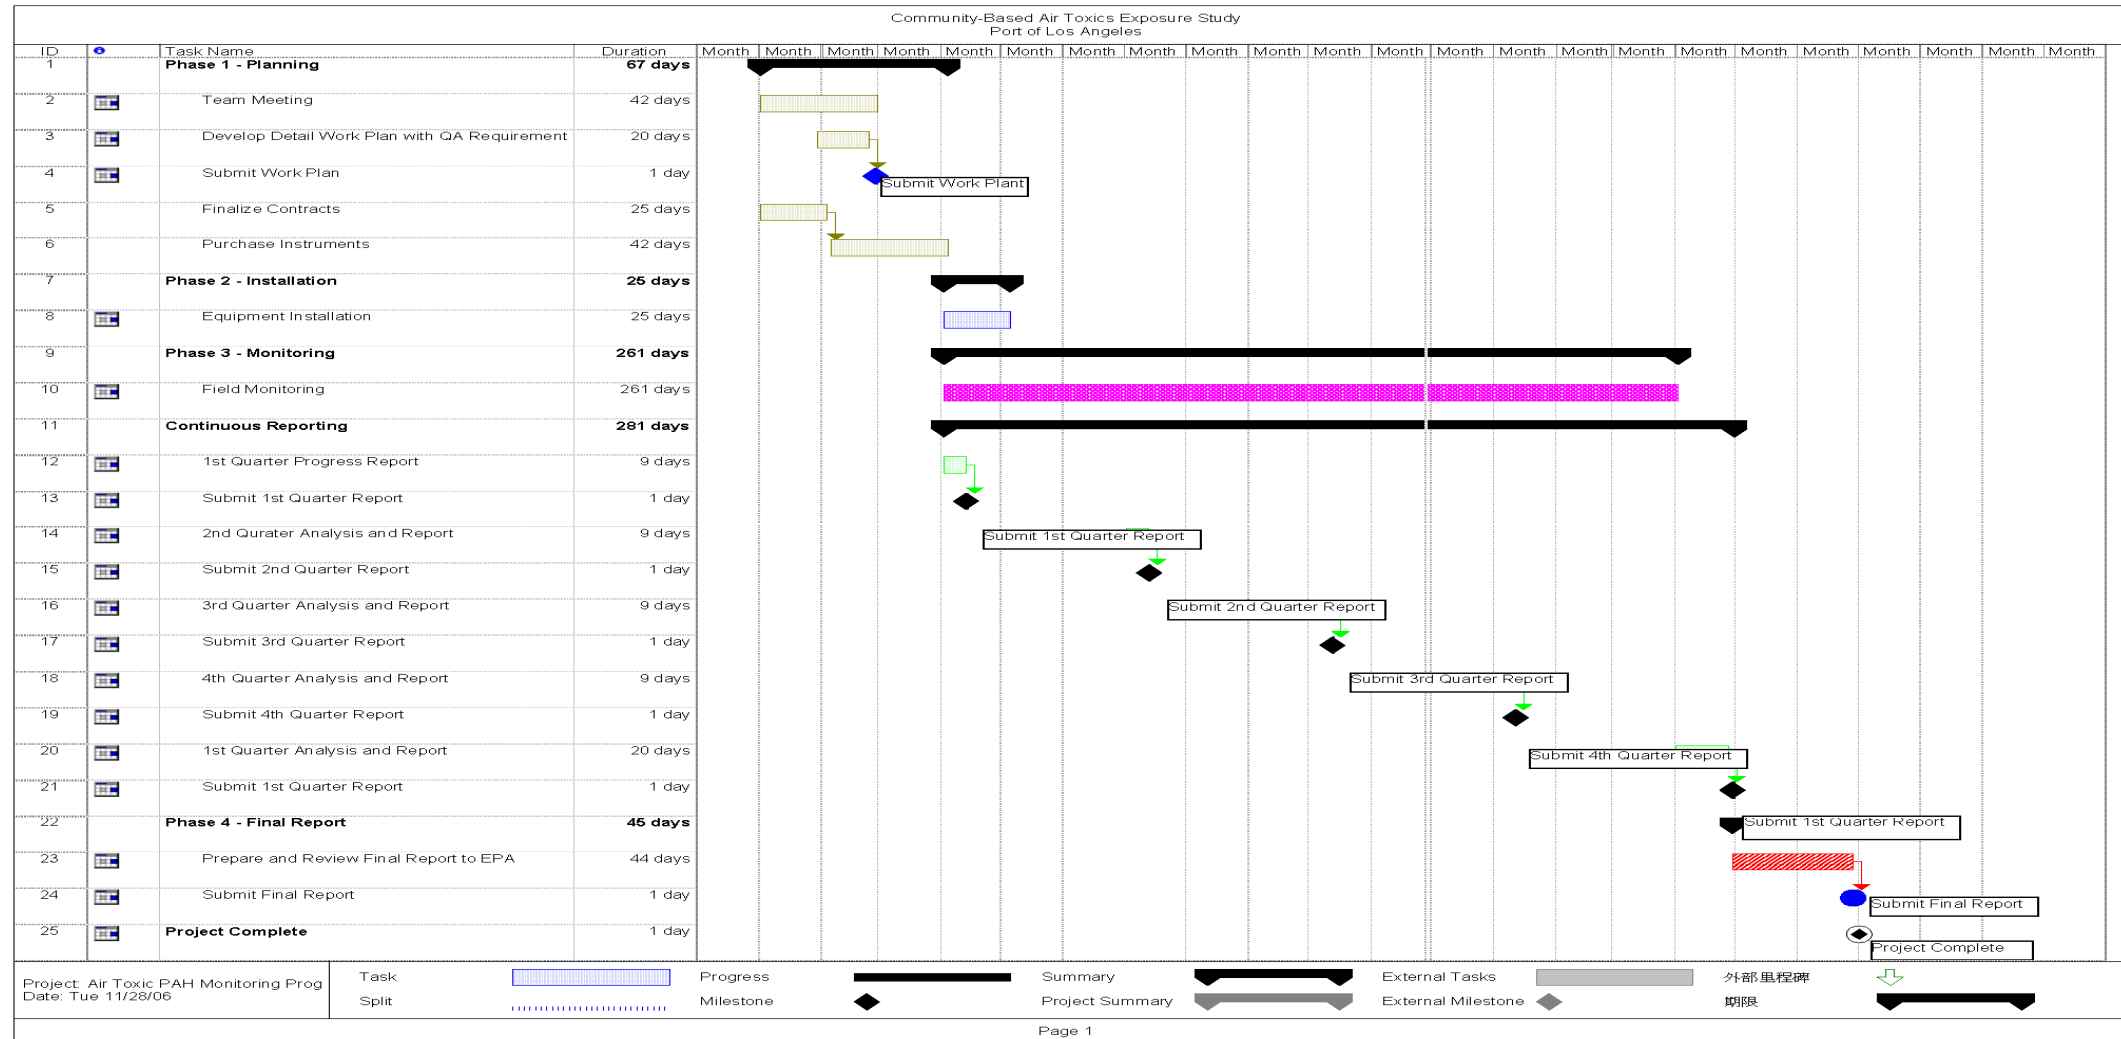 Community-Based Air Toxics Exposure Study
Port of Los Angeles
ID Task Name Duration Month Month Month Month Month Month Month Month Month Month Month Month Month Month Month Month Month Month Month Month Month Month Month
1 Phase 1 - Planning 67 days
2 Team Meeting 42 days
3 Develop Detail Work Plan with QA Requirement 20 days
4 Submit Work Plan 1 day
Submit Work Plant
5 Finalize Contracts 25 days
6 Purchase Instruments 42 days
7 Phase 2 - Installation 25 days
8 Equipment Installation 25 days
9 Phase 3 - Monitoring 261 days
10 Field Monitoring 261 days
11 Continuous Reporting 281 days
12 1st Quarter Progress Report 9 days
13 Submit 1st Quarter Report 1 day
14 2nd Qurater Analysis and Report 9 days Submit 1st Quarter Report
15 Submit 2nd Quarter Report 1 day
16 3rd Quarter Analysis and Report 9 days Submit 2nd Quarter Report
17 Submit 3rd Quarter Report 1 day
18 4th Quarter Analysis and Report 9 days Submit 3rd Quarter Report
19 Submit 4th Quarter Report 1 day
20 1st Quarter Analysis and Report 20 days Submit 4th Quarter Report
21 Submit 1st Quarter Report 1 day
22 Phase 4 - Final Report 45 days Submit 1st Quarter Report
23 Prepare and Review Final Report to EPA 44 days
24 Submit Final Report 1 day Submit Final Report
25 Project Complete 1 day
Project Complete
Project: Air Toxic PAH Monitoring Prog
Date: Tue 11/28/06
Task Progress Summary External Tasks 外部里程碑
Split Milestone Project Summary External Milestone 期限
Page 1